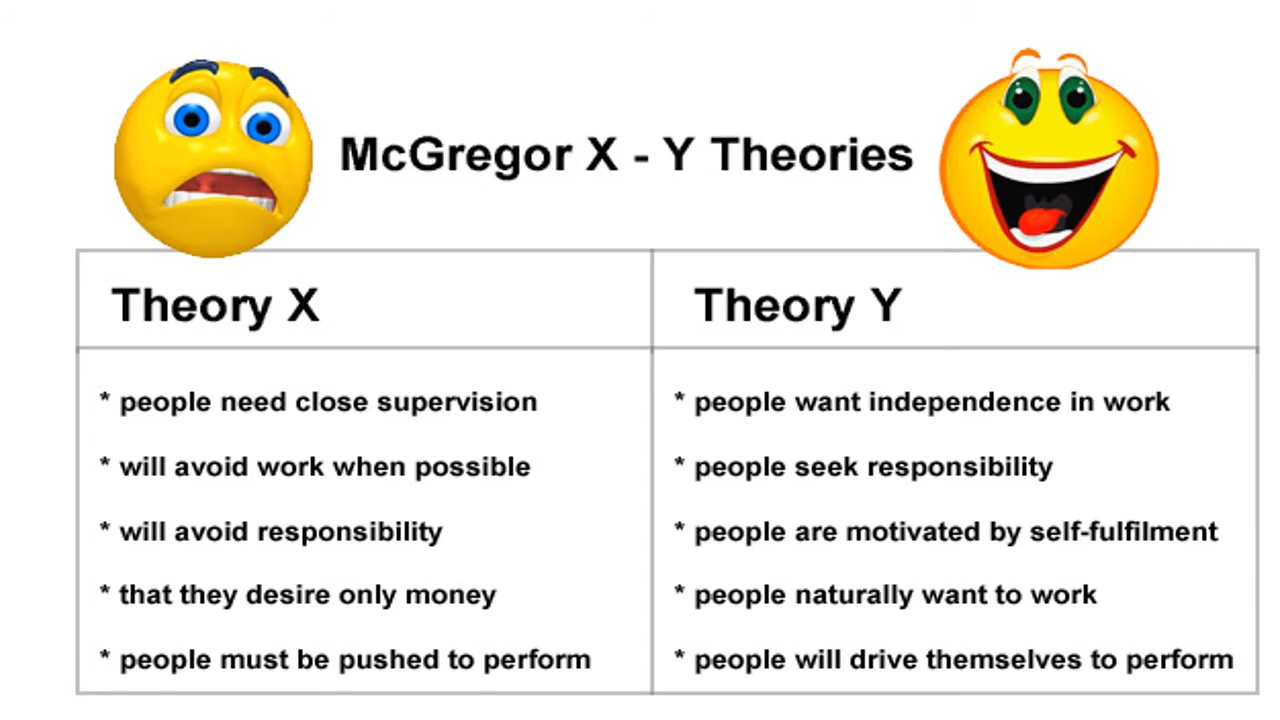 McGregor X - Y Theories
Theory X
* people need close supervision
* will avoid work when possible
* will avoid responsibility
* that they desire only money
* people must be pushed to perform
Theory Y
* people want independence in work
* people seek responsibility
* people are motivated by self-fulfilment
* people naturally want to work
* people will drive themselves to perform